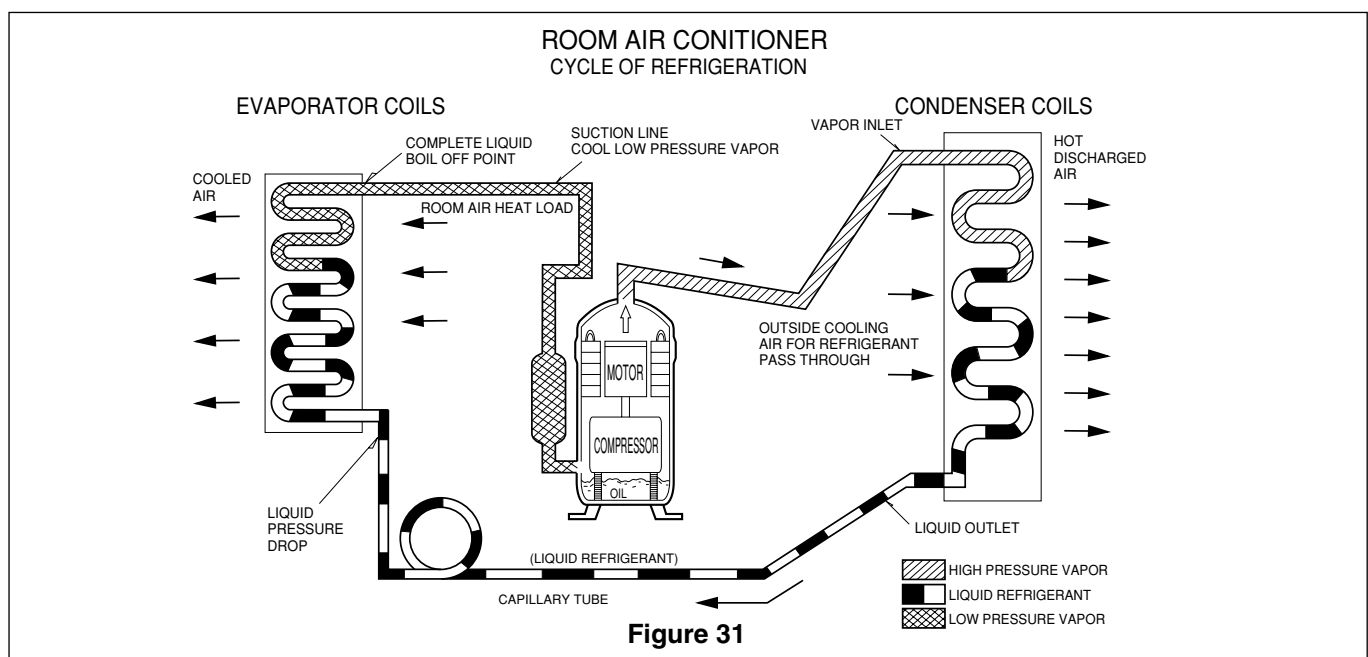 ROOM AIR CONITIONER
CYCLE OF REFRIGERATION
EVAPORATOR COILS
CONDENSER COILS
VAPOR INLET
COMPLETE LIQUID
BOIL OFF POINT
SUCTION LINE
COOL LOW PRESSURE VAPOR
HOT
DISCHARGED
AIR
COOLED
AIR
ROOM AIR HEAT LOAD
OUTSIDE COOLING
AIR FOR REFRIGERANT
PASS THROUGH
MOTOR
COMPRESSOR
OIL
LIQUID
PRESSURE
DROP
LIQUID OUTLET
(LIQUID REFRIGERANT)
CAPILLARY TUBE
HIGH PRESSURE VAPOR
LIQUID REFRIGERANT
LOW PRESSURE VAPOR
Figure 31